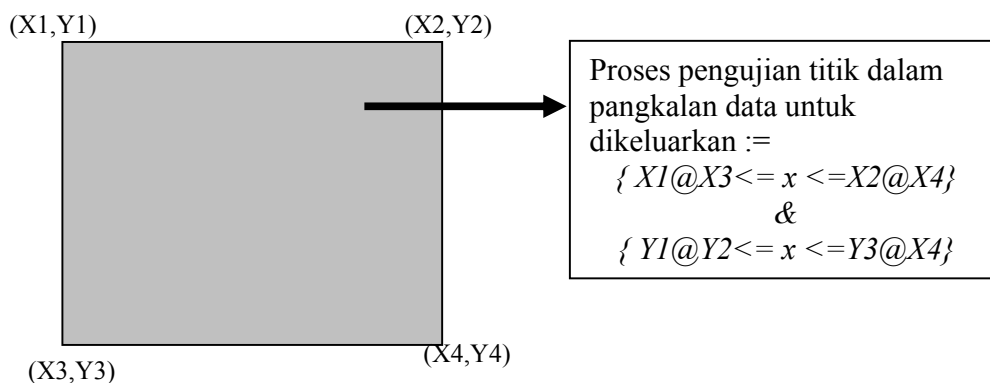 (X1,Y1)
(X2,Y2)
Proses pengujian titik dalam
pangkalan data untuk
dikeluarkan :=
{ X1@X3<= x <=X2@X4}
&
{ Y1@Y2<= x <=Y3@X4}
(X4,Y4)
(X3,Y3)